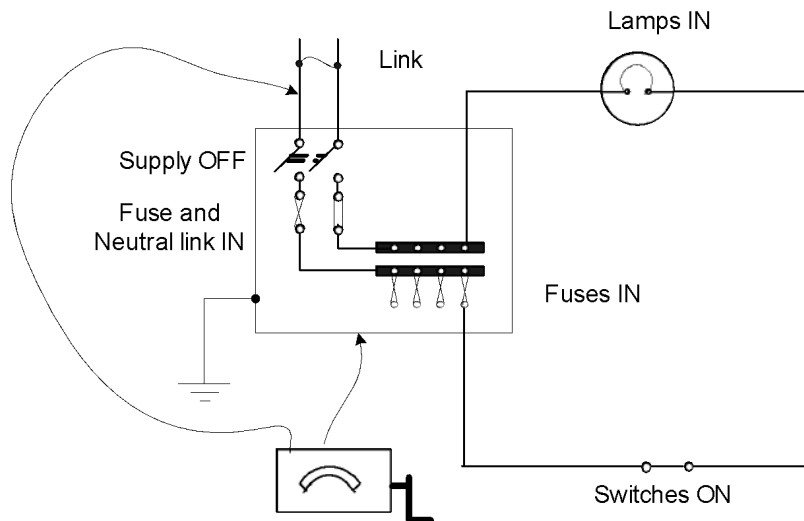 Lamps IN
Link
Supply OFF
Fuse and
Neutral link IN
Fuses IN
Switches ON